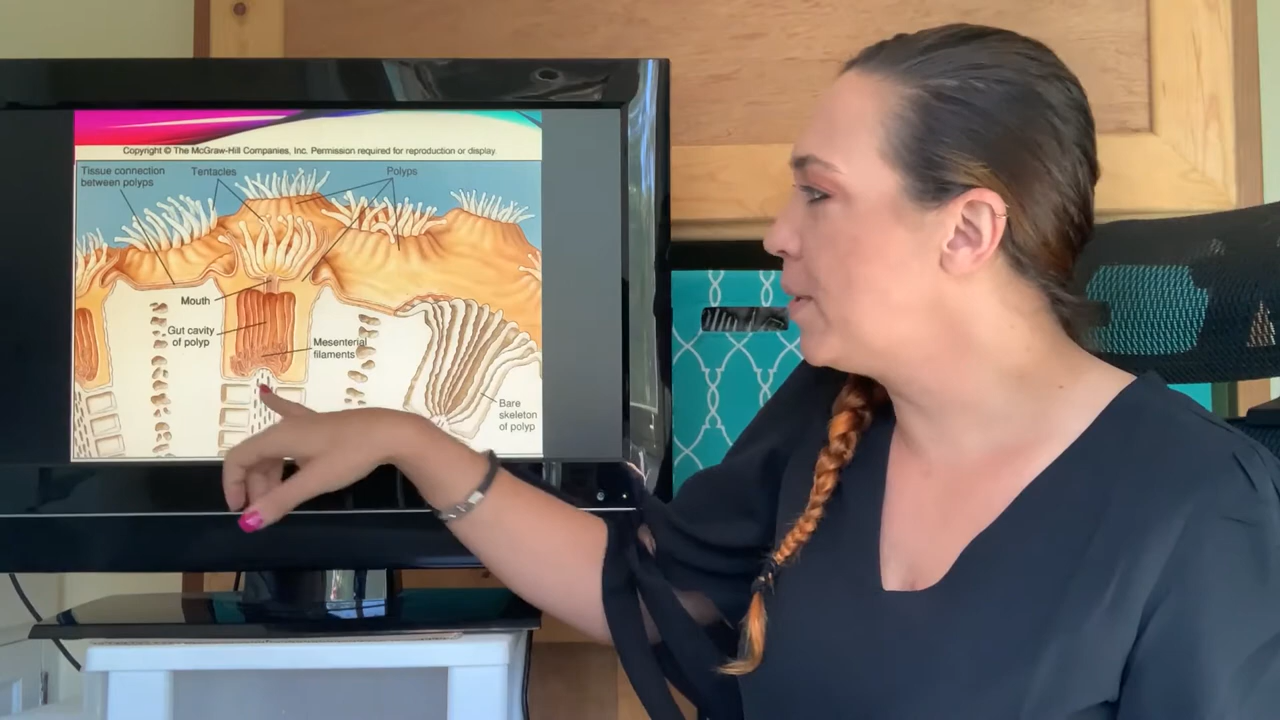 Copyright © The McGraw-Hill Companies, Inc. Permission required for reproduction or display.
Tissue connection
between polyps
Tentacles
Polyps
Mouth
Gut cavity
of polyp
Mesenterial
filaments
Bare
skeleton
of polyp